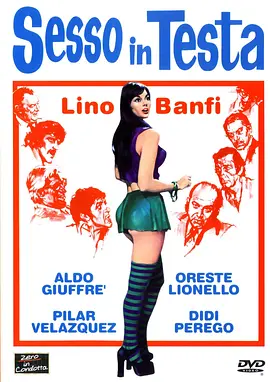 Sesso in Testa
Lino Banfi
ALDO GIUFFRE'
ORESTE LIONELLO
PILAR VELAZQUEZ
DIDI PEREGO
Zero in Condotta
DVD
VIDEO